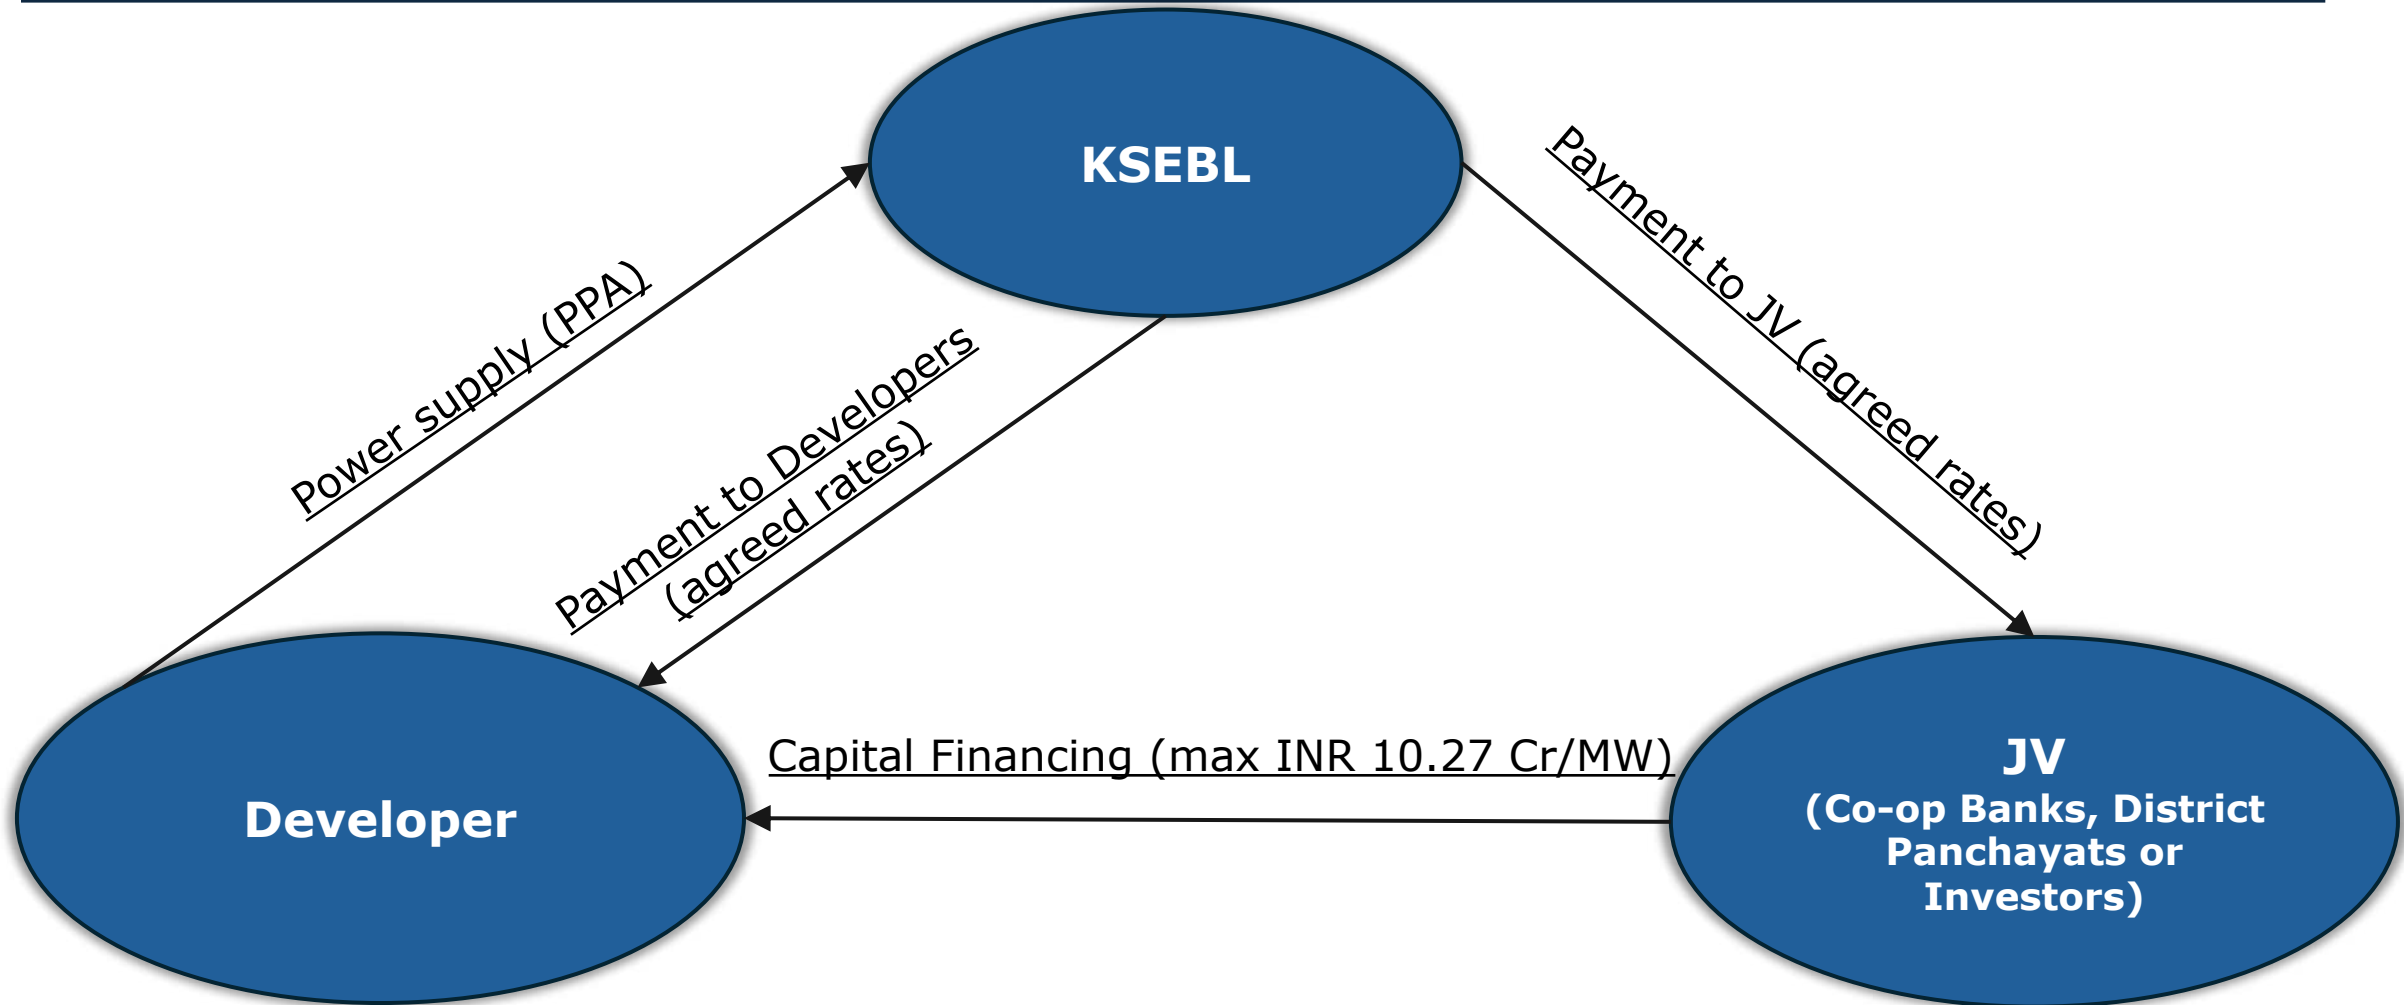 KSEBL
Payment to JV (agreed rates)
Power supply (PPA)
Payment to Developers
(agreed rates)
Capital Financing (max INR 10.27 Cr/MW)
Developer
JV
(Co-op Banks, District
Panchayats or
Investors)